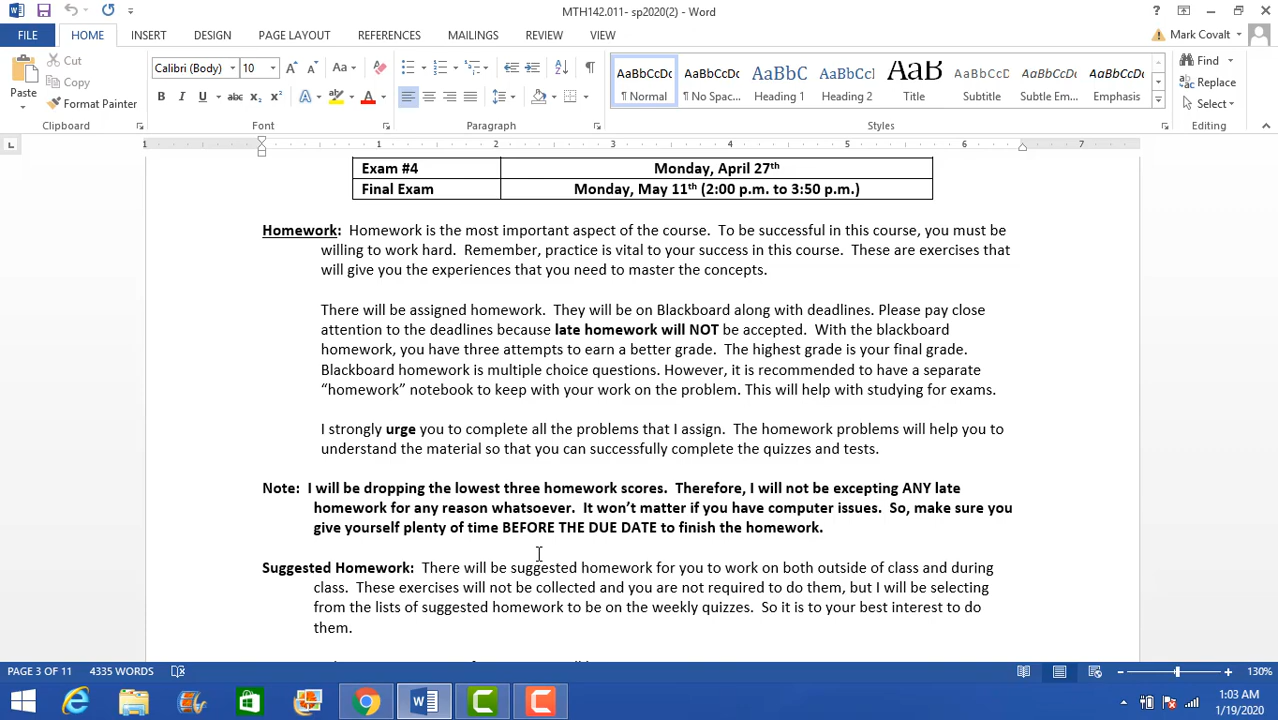 MTH142.011- sp2020(2) - Word
FILE HOME INSERT DESIGN PAGE LAYOUT REFERENCES MAILINGS REVIEW VIEW Mark Covalt
Paste
Cut
Copy
Format Painter
Clipboard
Calibri (Body) 10
Font
Paragraph
AaBbCcDc AaBbCcDc AaBbC AaBbCc AaB AaBbCcC AaBbCcDc AaBbCcDc
¶ Normal ¶ No Spac... Heading 1 Heading 2 Title Subtitle Subtle Em... Emphasis
Styles
Find
Replace
Select
Editing
1 1 2 3 4 5 6 7
Exam #4 Monday, April 27th
Final Exam Monday, May 11th (2:00 p.m. to 3:50 p.m.)
Homework: Homework is the most important aspect of the course. To be successful in this course, you must be
willing to work hard. Remember, practice is vital to your success in this course. These are exercises that
will give you the experiences that you need to master the concepts.
There will be assigned homework. They will be on Blackboard along with deadlines. Please pay close
attention to the deadlines because late homework will NOT be accepted. With the blackboard
homework, you have three attempts to earn a better grade. The highest grade is your final grade.
Blackboard homework is multiple choice questions. However, it is recommended to have a separate
“homework” notebook to keep with your work on the problem. This will help with studying for exams.
I strongly urge you to complete all the problems that I assign. The homework problems will help you to
understand the material so that you can successfully complete the quizzes and tests.
Note: I will be dropping the lowest three homework scores. Therefore, I will not be excepting ANY late
homework for any reason whatsoever. It won’t matter if you have computer issues. So, make sure you
give yourself plenty of time BEFORE THE DUE DATE to finish the homework.
Suggested Homework: There will be suggested homework for you to work on both outside of class and during
class. These exercises will not be collected and you are not required to do them, but I will be selecting
from the lists of suggested homework to be on the weekly quizzes. So it is to your best interest to do
them.
PAGE 3 OF 11 4335 WORDS 130%
1:03 AM
1/19/2020